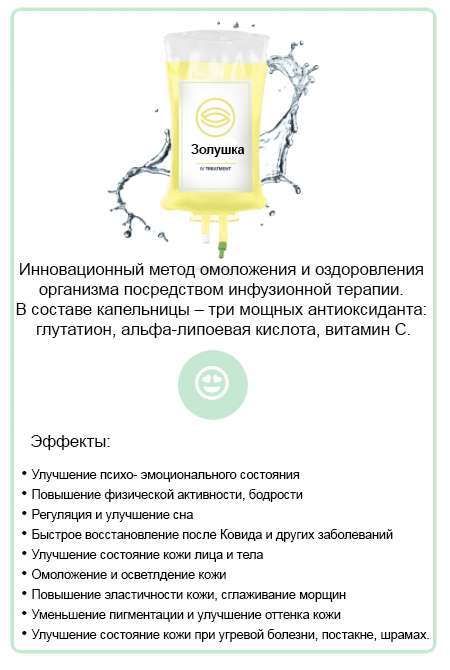 Золушка
IV TREATMENT
Инновационный метод омоложения и оздоровления
организма посредством инфузионной терапии.
В составе капельницы – три мощных антиоксиданта:
глутатион, альфа-липоевая кислота, витамин С.
Эффекты:
• Улучшение психо- эмоционального состояния
• Повышение физической активности, бодрости
• Регуляция и улучшение сна
• Быстрое восстановление после Ковида и других заболеваний
• Улучшение состояние кожи лица и тела
• Омоложение и осветлдение кожи
• Повышение эластичности кожи, сглаживание морщин
• Уменьшение пигментации и улучшение оттенка кожи
• Улучшение состояние кожи при угревой болезни, постакне, шрамах.